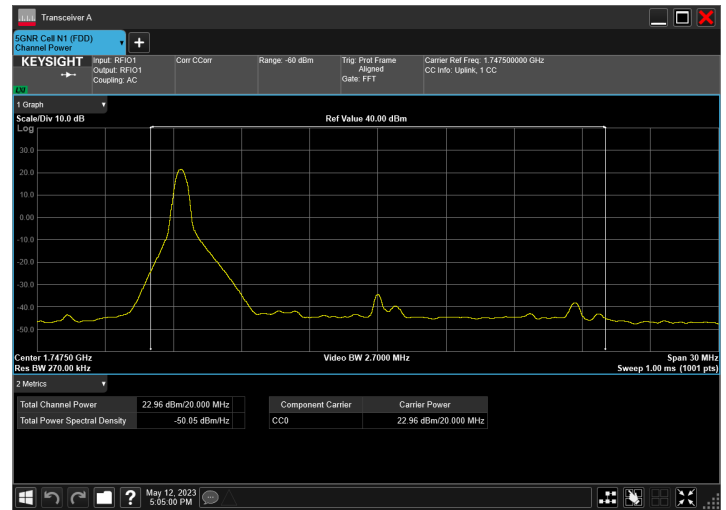 Transceiver A
5GNR Cell N1 (FDD)
Channel Power
KEYSIGHT
Input: RFIO1
Output: RFIO1
Coupling: AC
Corr CCorr
Range: -60 dBm
Trig: Prot Frame
Aligned
Gate: FFT
Carrier Ref Freq: 1.747500000 GHz
CC Info: Uplink, 1 CC
LXI
1 Graph
Scale/Div 10.0 dB
Ref Value 40.00 dBm
Log
30.0
20.0
10.0
0.00
-10.0
-20.0
-30.0
-40.0
-50.0
Center 1.74750 GHz
Video BW 2.7000 MHz
Span 30 MHz
Res BW 270.00 kHz
Sweep 1.00 ms (1001 pts)
2 Metrics
Total Channel Power 22.96 dBm/20.000 MHz
Total Power Spectral Density -50.05 dBm/Hz
Component Carrier Carrier Power
CC0 22.96 dBm/20.000 MHz
?
May 12, 2023
5:05:00 PM